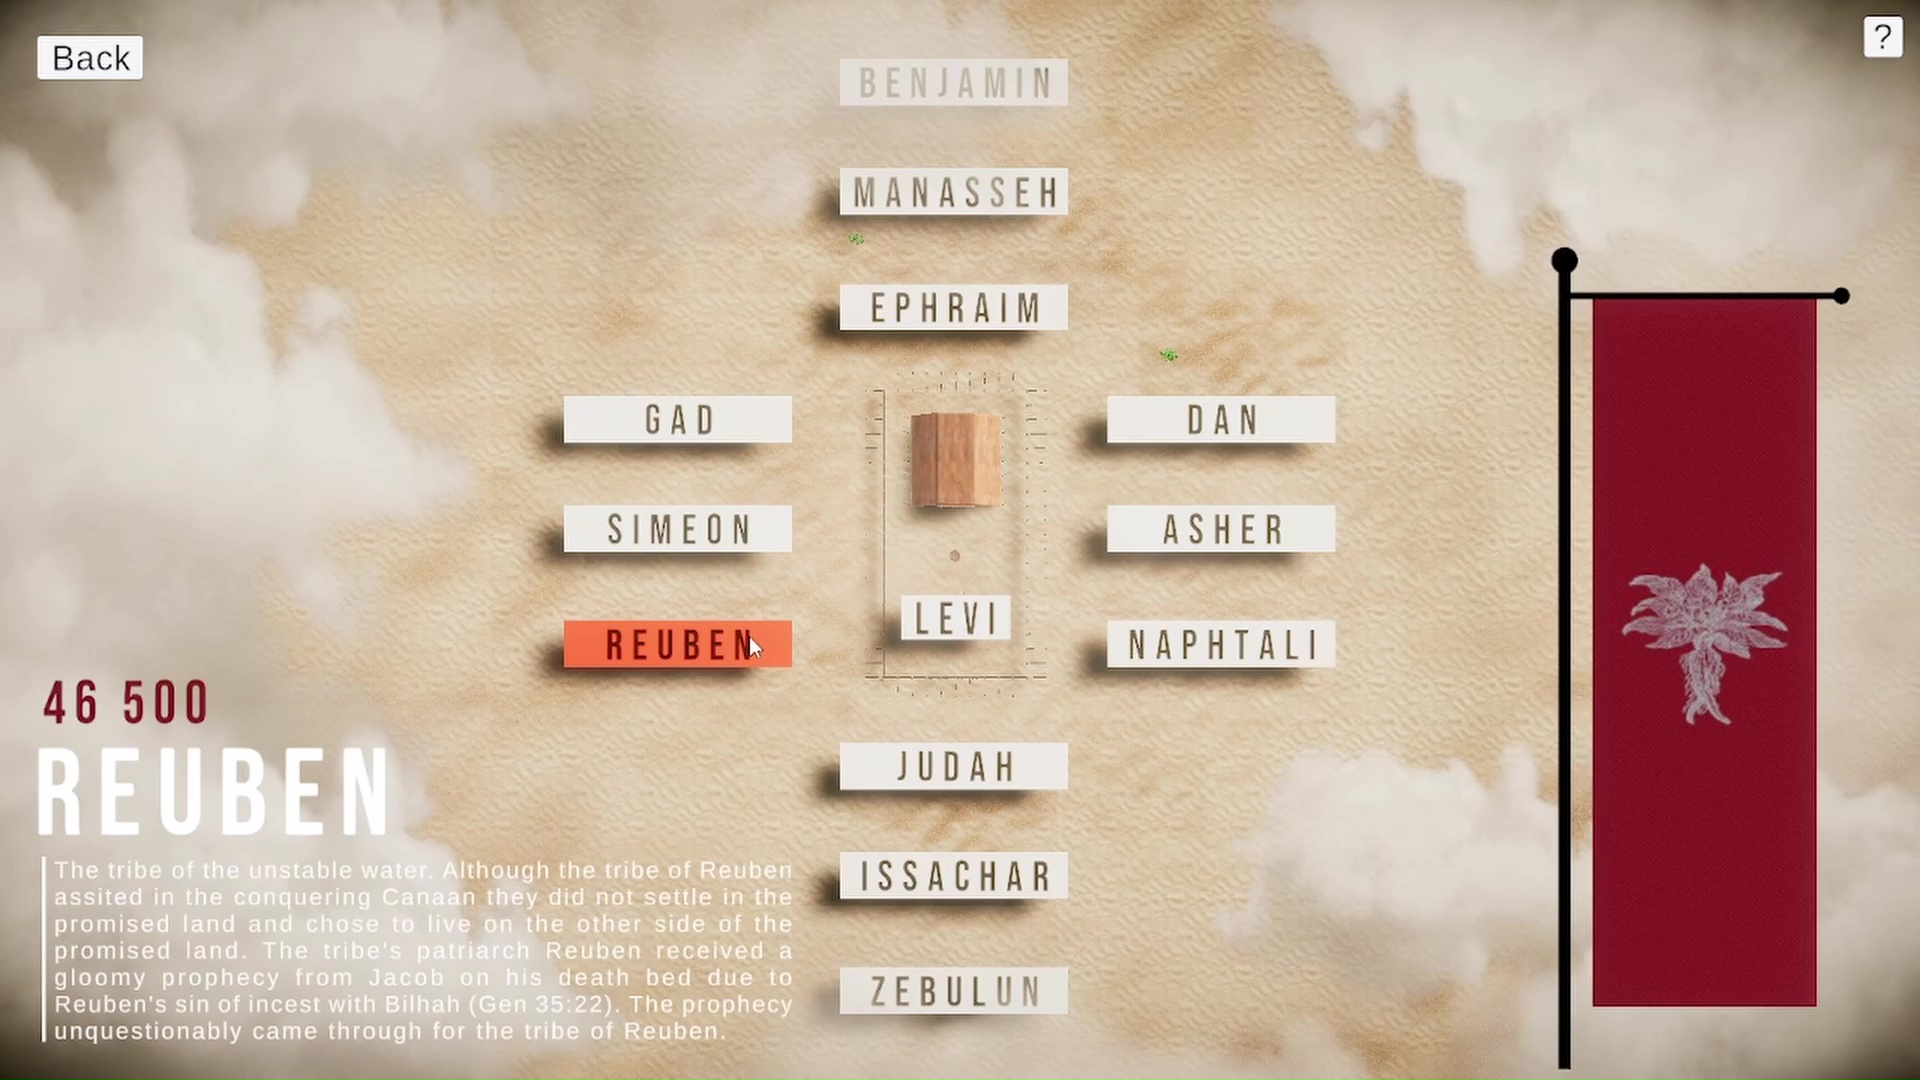 Back
?
BENJAMIN
MANASSEH
EPHRAIM
GAD
DAN
SIMEON
ASHER
LEVI
REUBEN
NAPHTALI
46 500
REUBEN
JUDAH
The tribe of the unstable water. Although the tribe of Reuben
assited in the conquering Canaan they did not settle in the
promised land and chose to live on the other side of the
promised land. The tribe's patriarch Reuben received a
gloomy prophecy from Jacob on his death bed due to
Reuben's sin of incest with Bilhah (Gen 35:22). The prophecy
unquestionably came through for the tribe of Reuben.
ISSACHAR
ZEBULUN